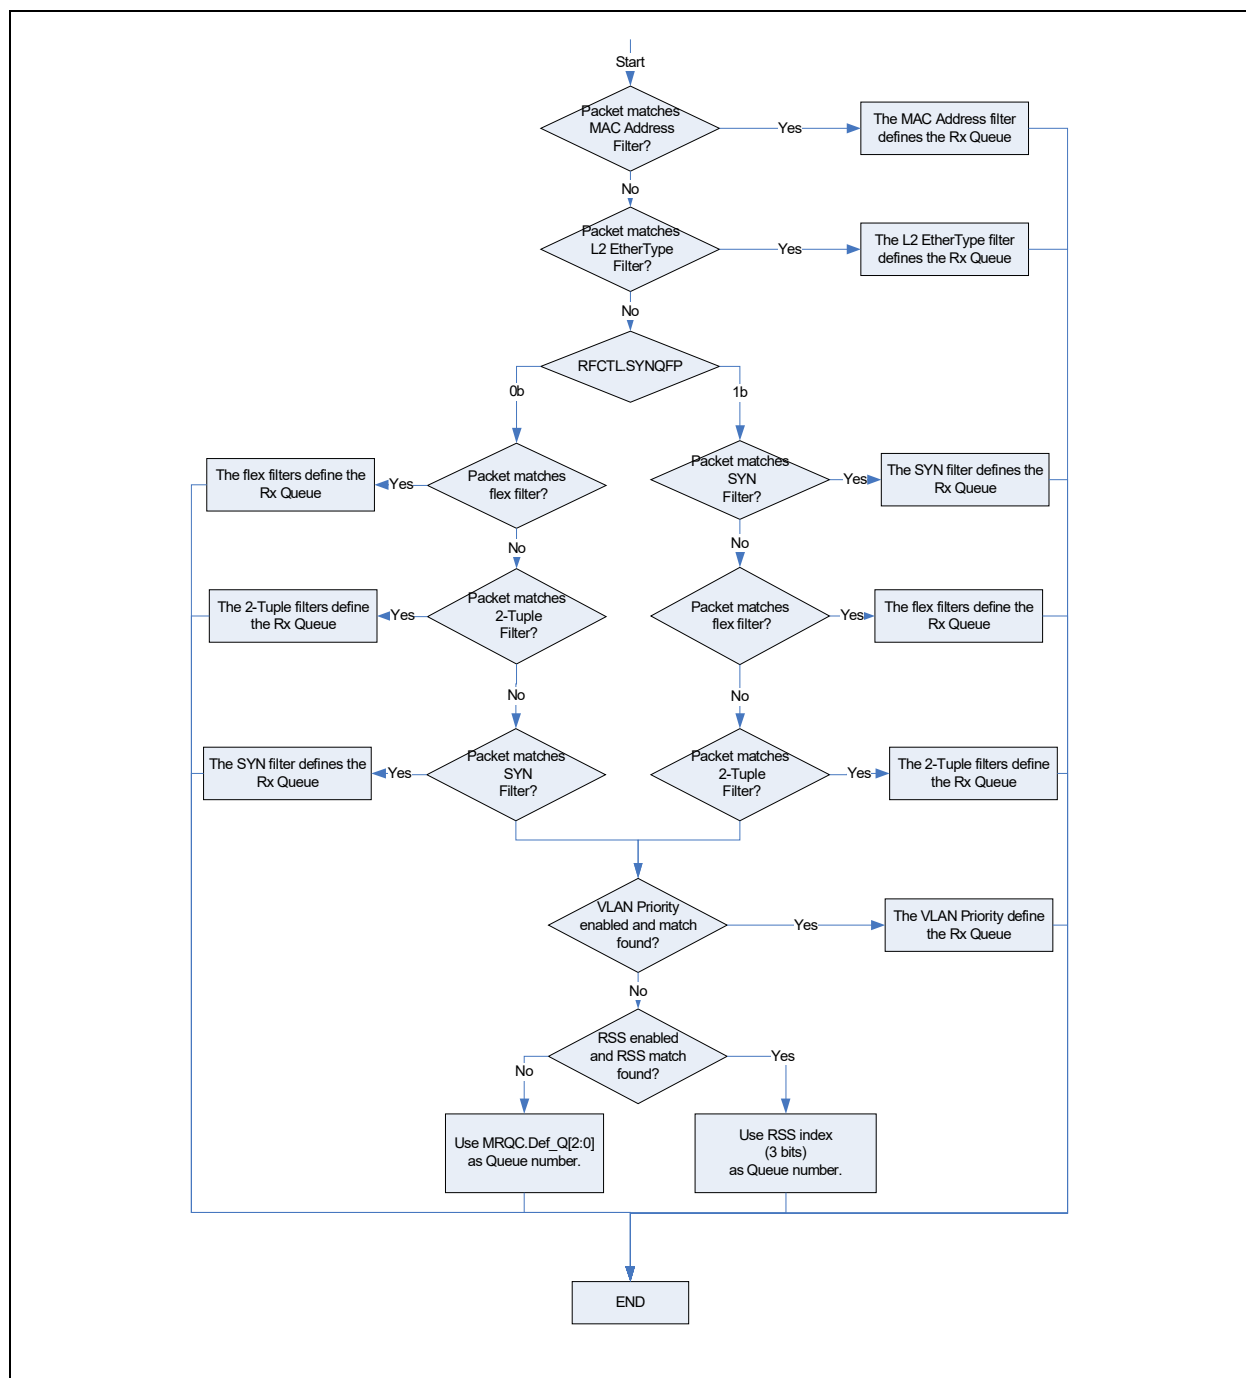 Start
Packet matches
MAC Address
Filter?
Yes
The MAC Address filter
defines the Rx Queue
No
Packet matches
L2 EtherType
Filter?
Yes
The L2 EtherType filter
defines the Rx Queue
No
RFCTL.SYNQFP
0b
1b
The flex filters define the
Rx Queue
Yes
Packet matches
flex filter?
Packet matches
SYN
Filter?
Yes
The SYN filter defines the
Rx Queue
No
No
The 2-Tuple filters define
the Rx Queue
Yes
Packet matches
2-Tuple
Filter?
Packet matches
flex filter?
Yes
The flex filters define the
Rx Queue
No
No
The SYN filter defines the
Rx Queue
Yes
Packet matches
SYN
Filter?
Packet matches
2-Tuple
Filter?
Yes
The 2-Tuple filters define
the Rx Queue
VLAN Priority
enabled and match
found?
Yes
The VLAN Priority define
the Rx Queue
No
RSS enabled
and RSS match
found?
No
Yes
Use MRQC.Def_Q[2:0]
as Queue number.
Use RSS index
(3 bits)
as Queue number.
END